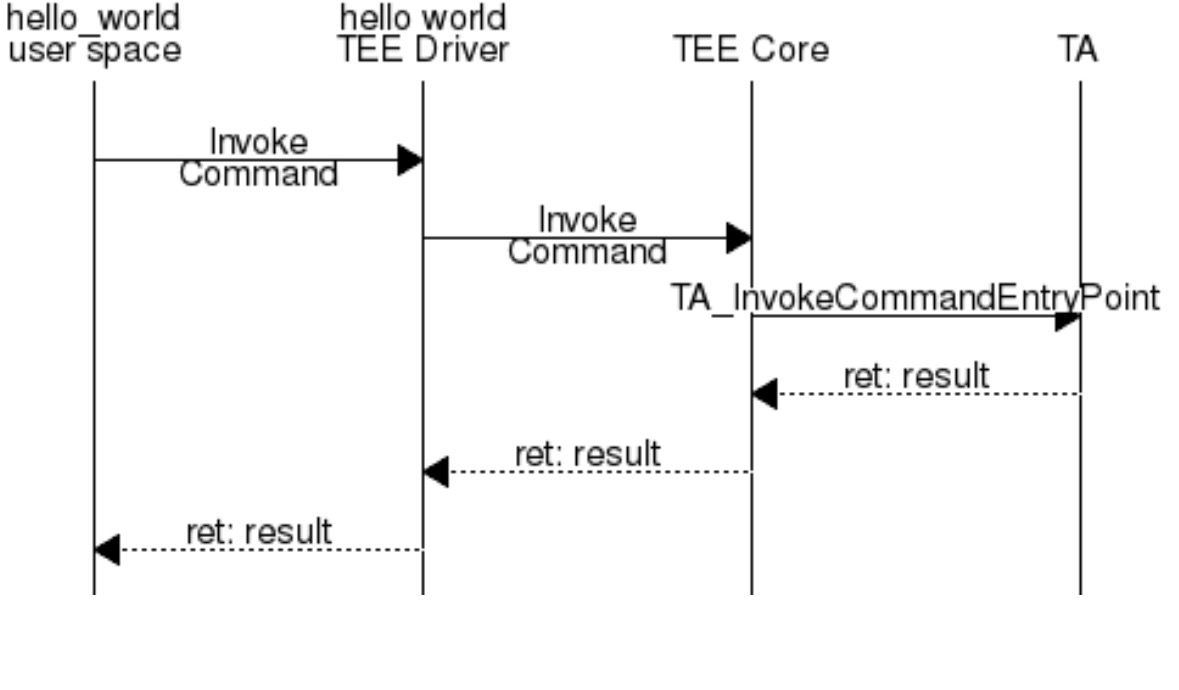 hello_world
user space
hello world
TEE Driver
TEE Core
TA
Invoke
Command
Invoke
Command
TA_InvokeCommandEntryPoint
ret: result
ret: result
ret: result